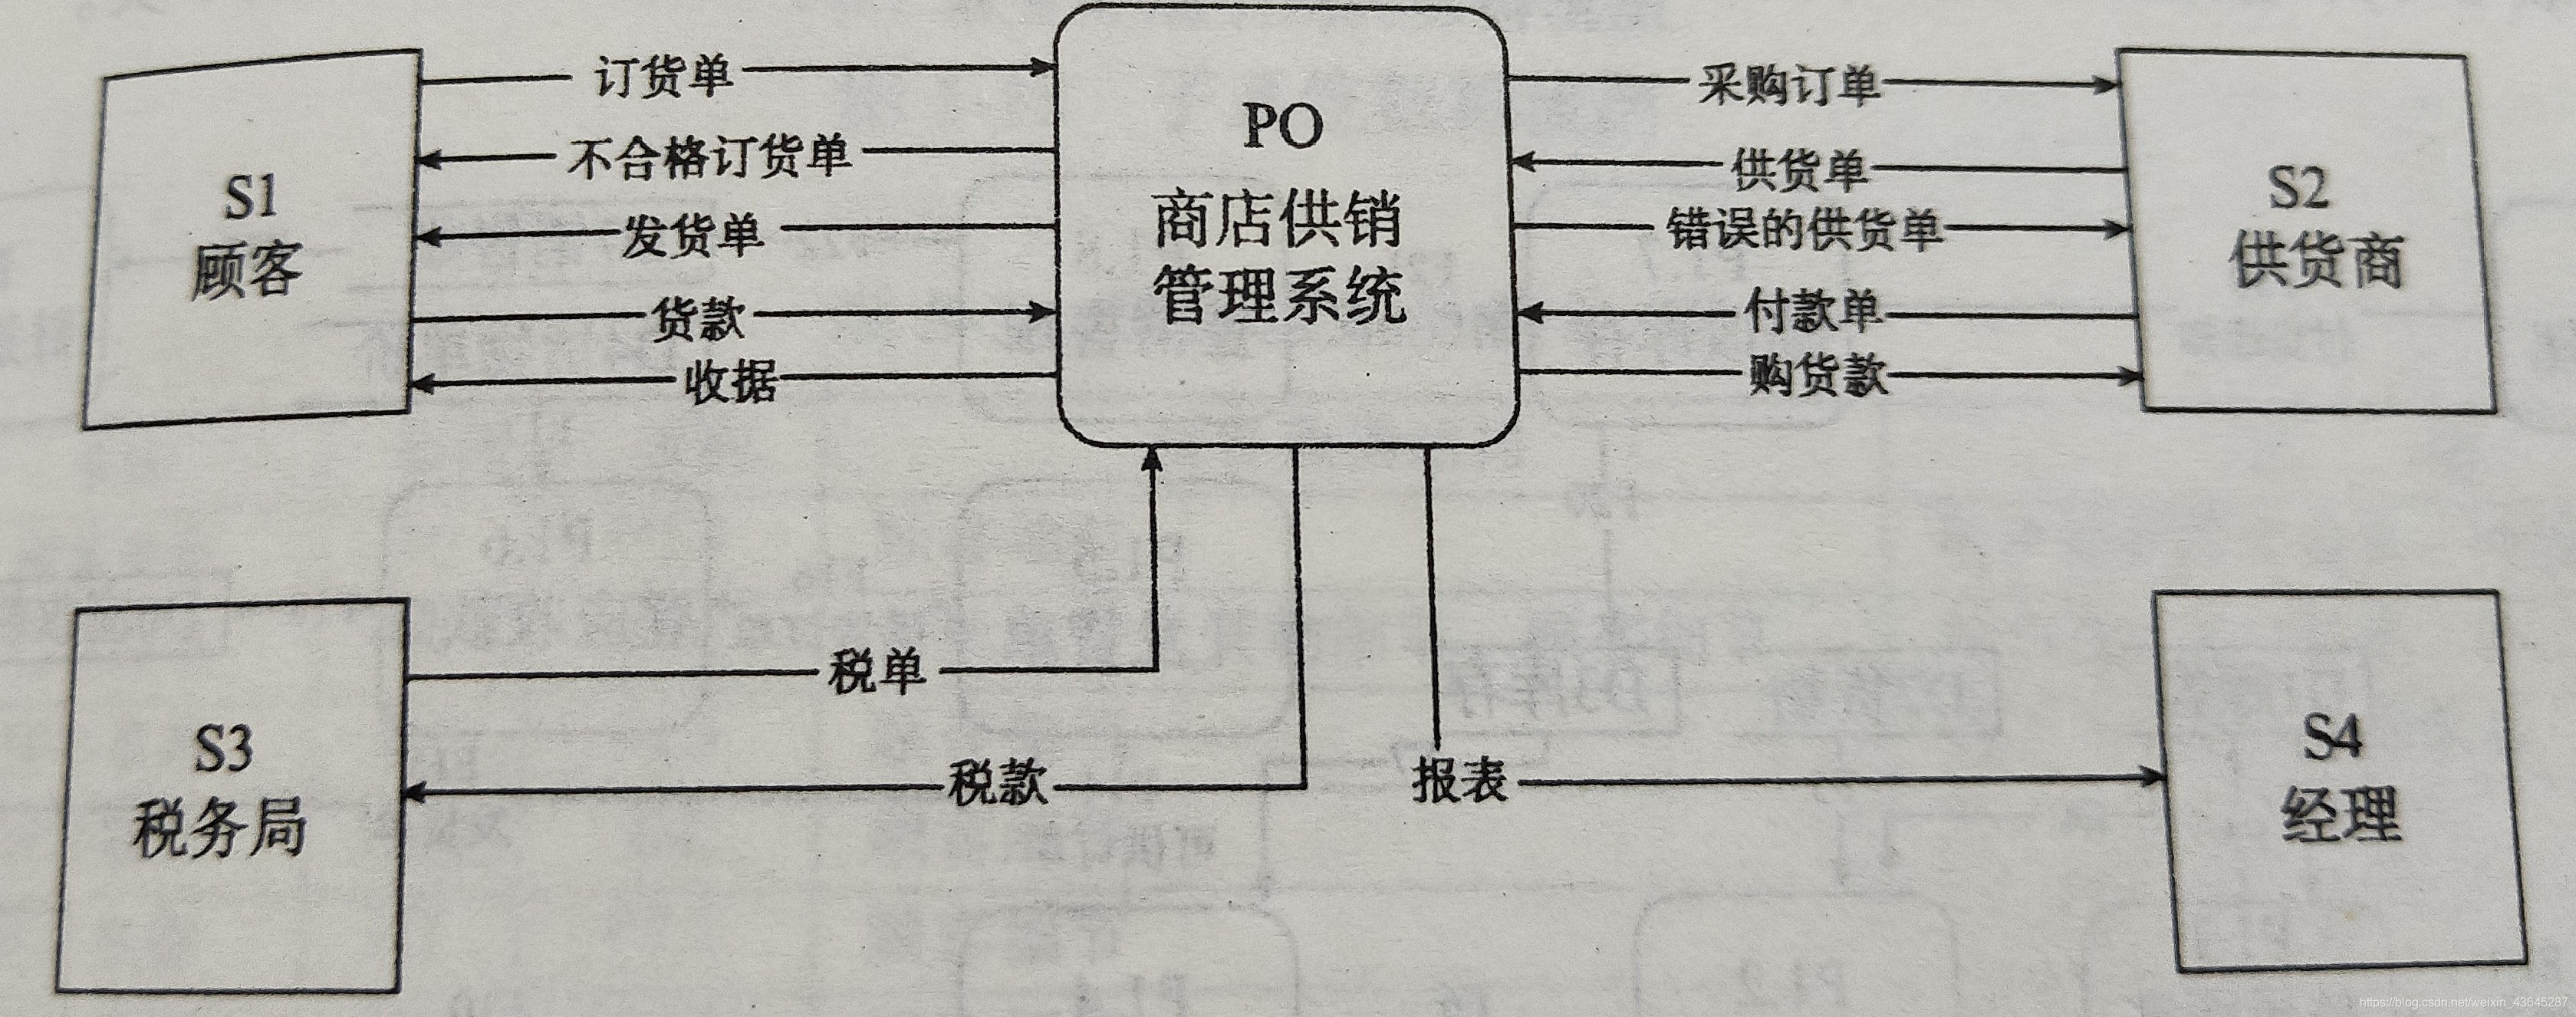 订货单
不合格订货单
发货单
货款
收据
S1
顾客
PO
商店供销
管理系统
采购订单
供货单
错误的供货单
付款单
购货款
S2
供货商
税单
税款
报表
S3
税务局
S4
经理
https://blog.csdn.net/weixin_43645287